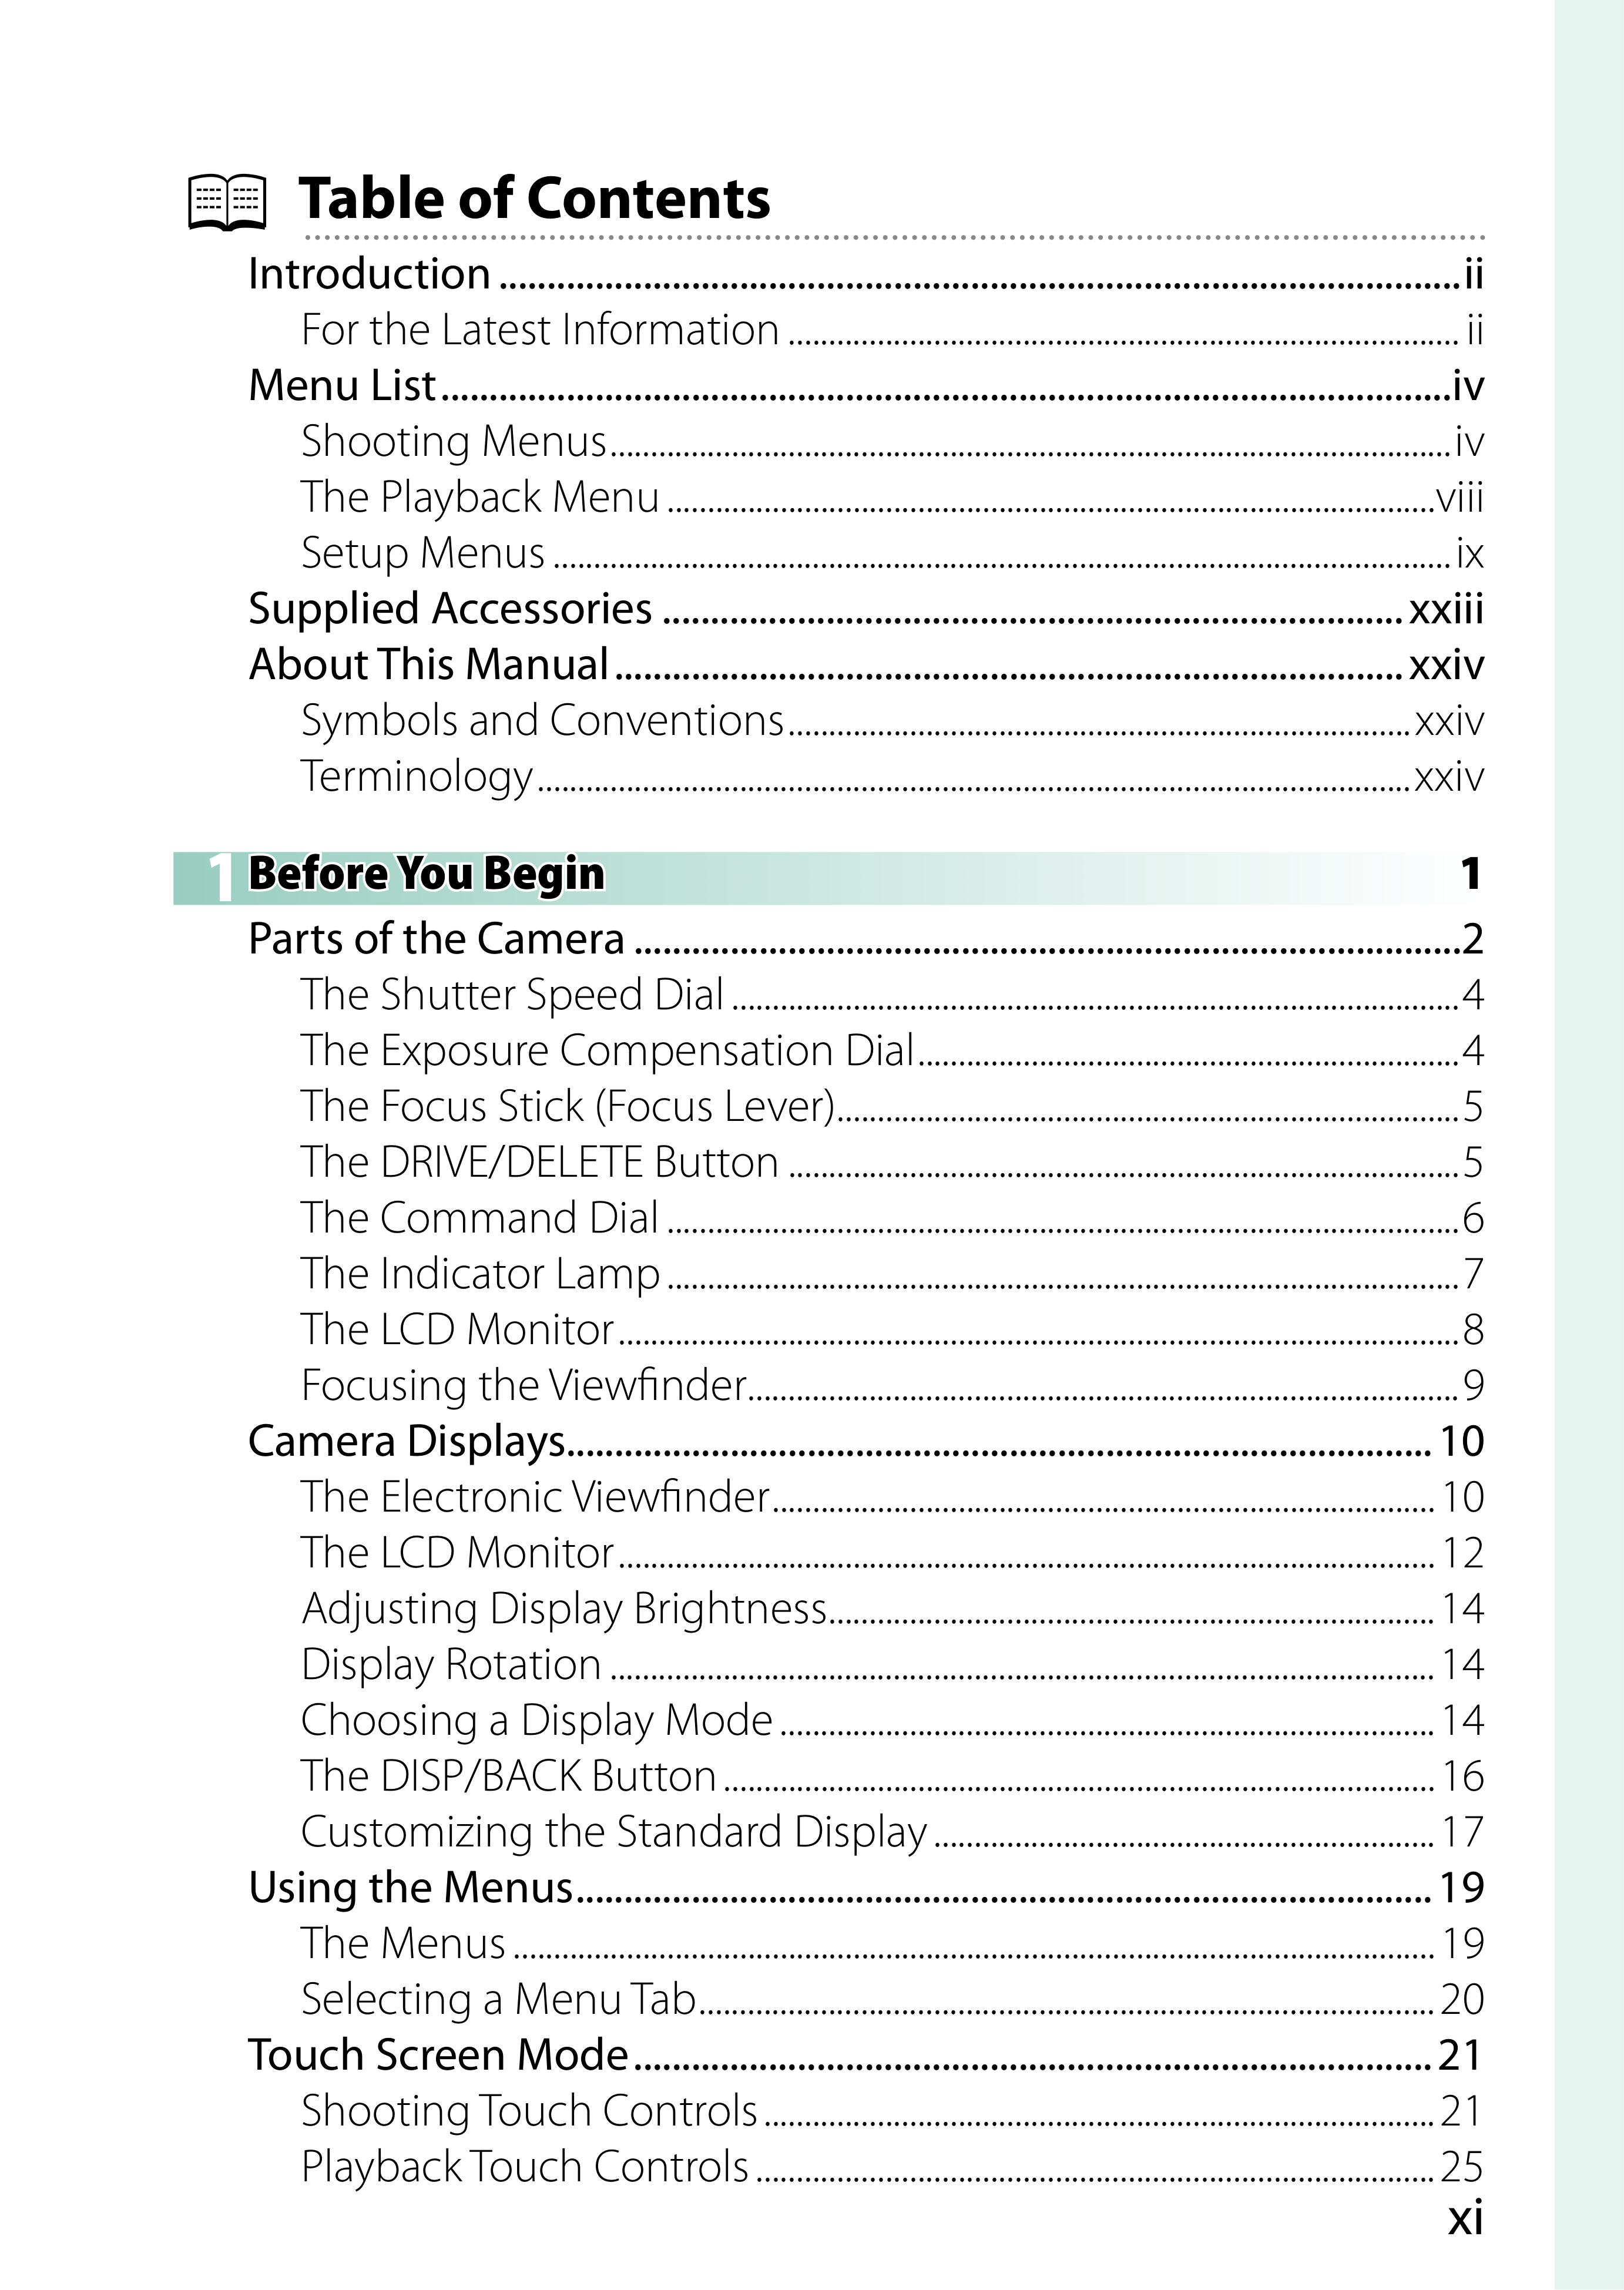 Table of Contents
Introduction ..... ii
For the Latest Information ..... ii
Menu List ..... iv
Shooting Menus ..... iv
The Playback Menu ..... viii
Setup Menus ..... ix
Supplied Accessories ..... xxiii
About This Manual ..... xxiv
Symbols and Conventions ..... xxiv
Terminology ..... xxiv
1 Before You Begin 1
Parts of the Camera ..... 2
The Shutter Speed Dial ..... 4
The Exposure Compensation Dial ..... 4
The Focus Stick (Focus Lever) ..... 5
The DRIVE/DELETE Button ..... 5
The Command Dial ..... 6
The Indicator Lamp ..... 7
The LCD Monitor ..... 8
Focusing the Viewfinder ..... 9
Camera Displays ..... 10
The Electronic Viewfinder ..... 10
The LCD Monitor ..... 12
Adjusting Display Brightness ..... 14
Display Rotation ..... 14
Choosing a Display Mode ..... 14
The DISP/BACK Button ..... 16
Customizing the Standard Display ..... 17
Using the Menus ..... 19
The Menus ..... 19
Selecting a Menu Tab ..... 20
Touch Screen Mode ..... 21
Shooting Touch Controls ..... 21
Playback Touch Controls ..... 25
xi